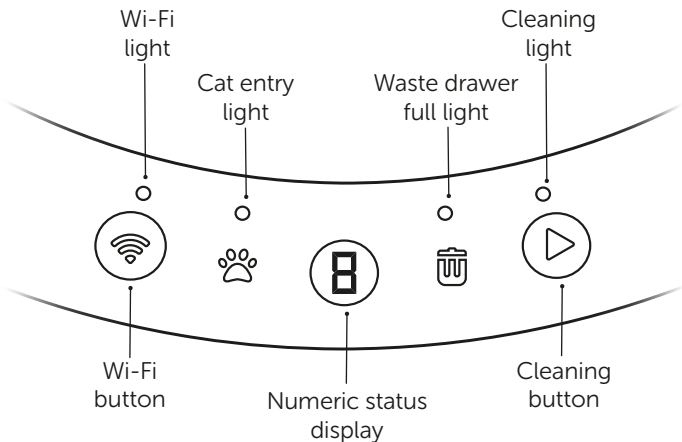 Wi-Fi
light
Cat entry
light
Waste drawer
full light
Cleaning
light
8
Wi-Fi
button
Numeric status
display
Cleaning
button